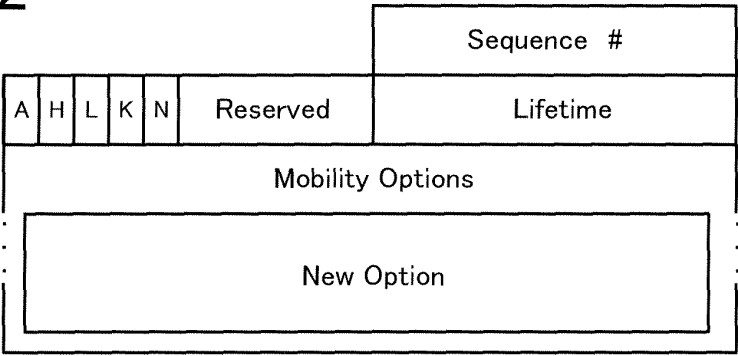 Sequence #
A H L K N Reserved Lifetime
Mobility Options
New Option